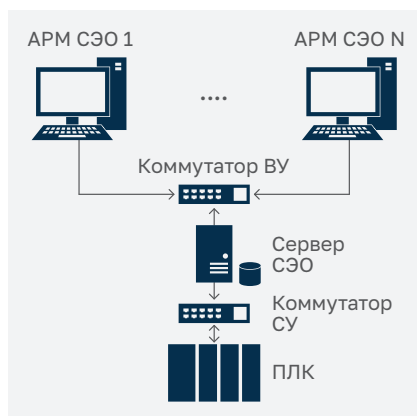 АРМ СЭО 1
АРМ СЭО N
....
Коммутатор ВУ
Сервер
СЭО
Коммутатор
СУ
ПЛК